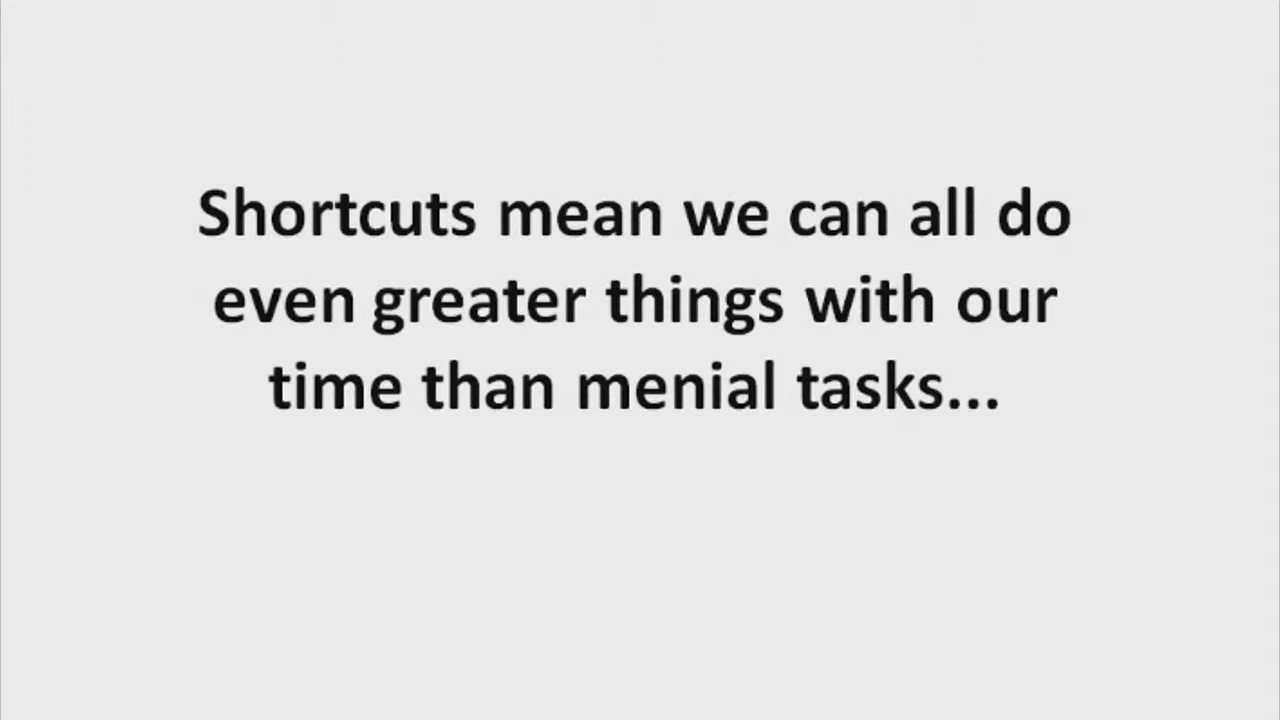 Shortcuts mean we can all do
even greater things with our
time than menial tasks...